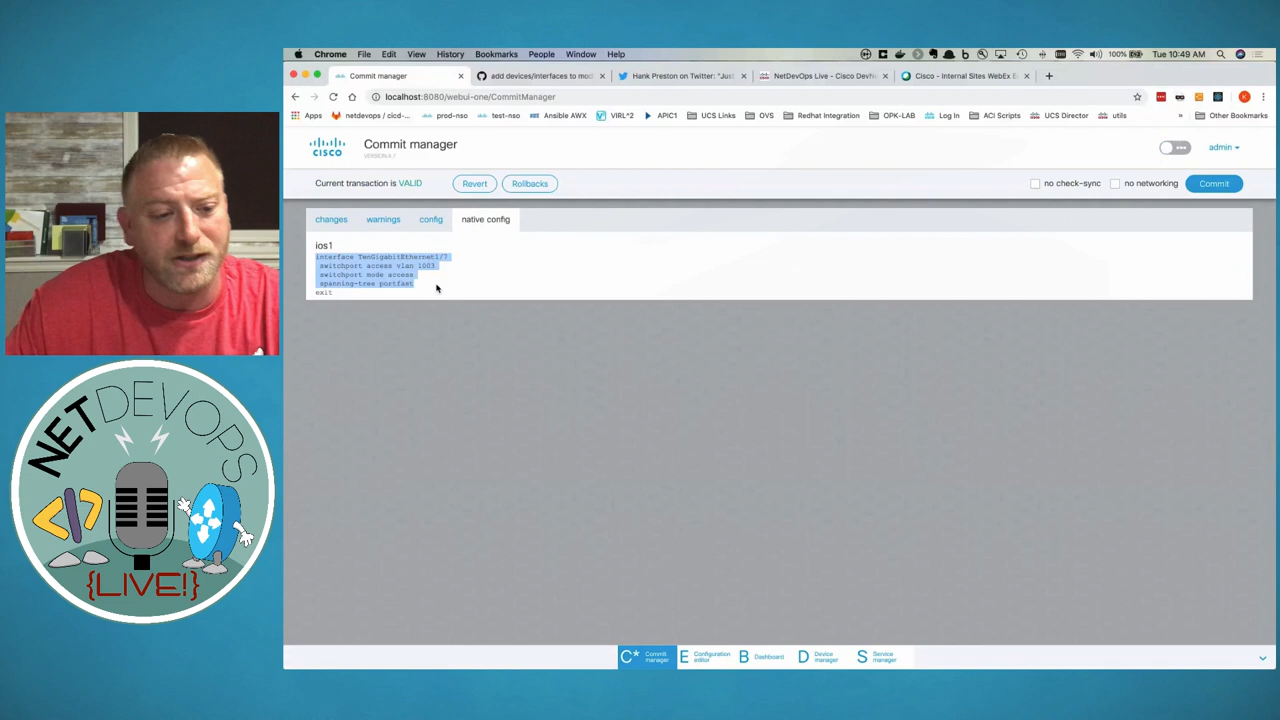 Chrome File Edit View History Bookmarks People Window Help
100% Tue 10:49 AM
Commit manager
add devices/interfaces to mod
Hank Preston on Twitter: "Just
NetDevOps Live - Cisco DevNe
Cisco - Internal Sites WebEx E
localhost:8080/webui-one/CommitManager
K
Apps
netdevops / cicd-...
prod-nso
test-nso
Ansible AWX
VIRL^2
APIC1
UCS Links
OVS
Redhat Integration
OPK-LAB
Log In
ACI Scripts
UCS Director
utils
»
Other Bookmarks
CISCO
Commit manager
admin
Current transaction is VALID
Revert
Rollbacks
no check-sync
no networking
Commit
changes
warnings
config
native config
ios1
interface TenGigabitEthernet1/7
switchport access vlan 1003
switchport mode access
spanning-tree portfast
exit
NETDEVOPS
</>
{LIVE!}
C* Commit manager
E Configuration editor
B Dashboard
D Device manager
S Service manager